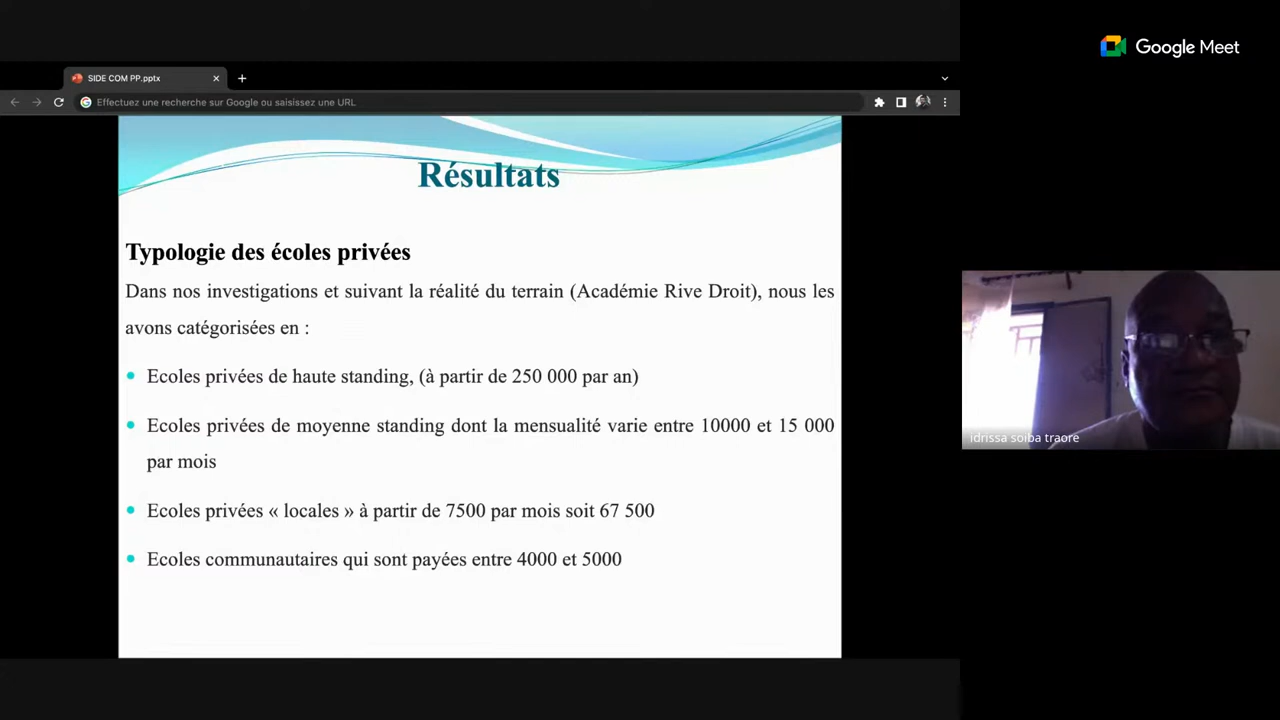 Google Meet
SIDE COM PP.pptx
Effectuez une recherche sur Google ou saisissez une URL
Résultats
Typologie des écoles privées
Dans nos investigations et suivant la réalité du terrain (Académie Rive Droit), nous les
avons catégorisées en :
• Ecoles privées de haute standing, (à partir de 250 000 par an)
• Ecoles privées de moyenne standing dont la mensualité varie entre 10000 et 15 000
par mois
• Ecoles privées « locales » à partir de 7500 par mois soit 67 500
• Ecoles communautaires qui sont payées entre 4000 et 5000
idrissa soiba traore